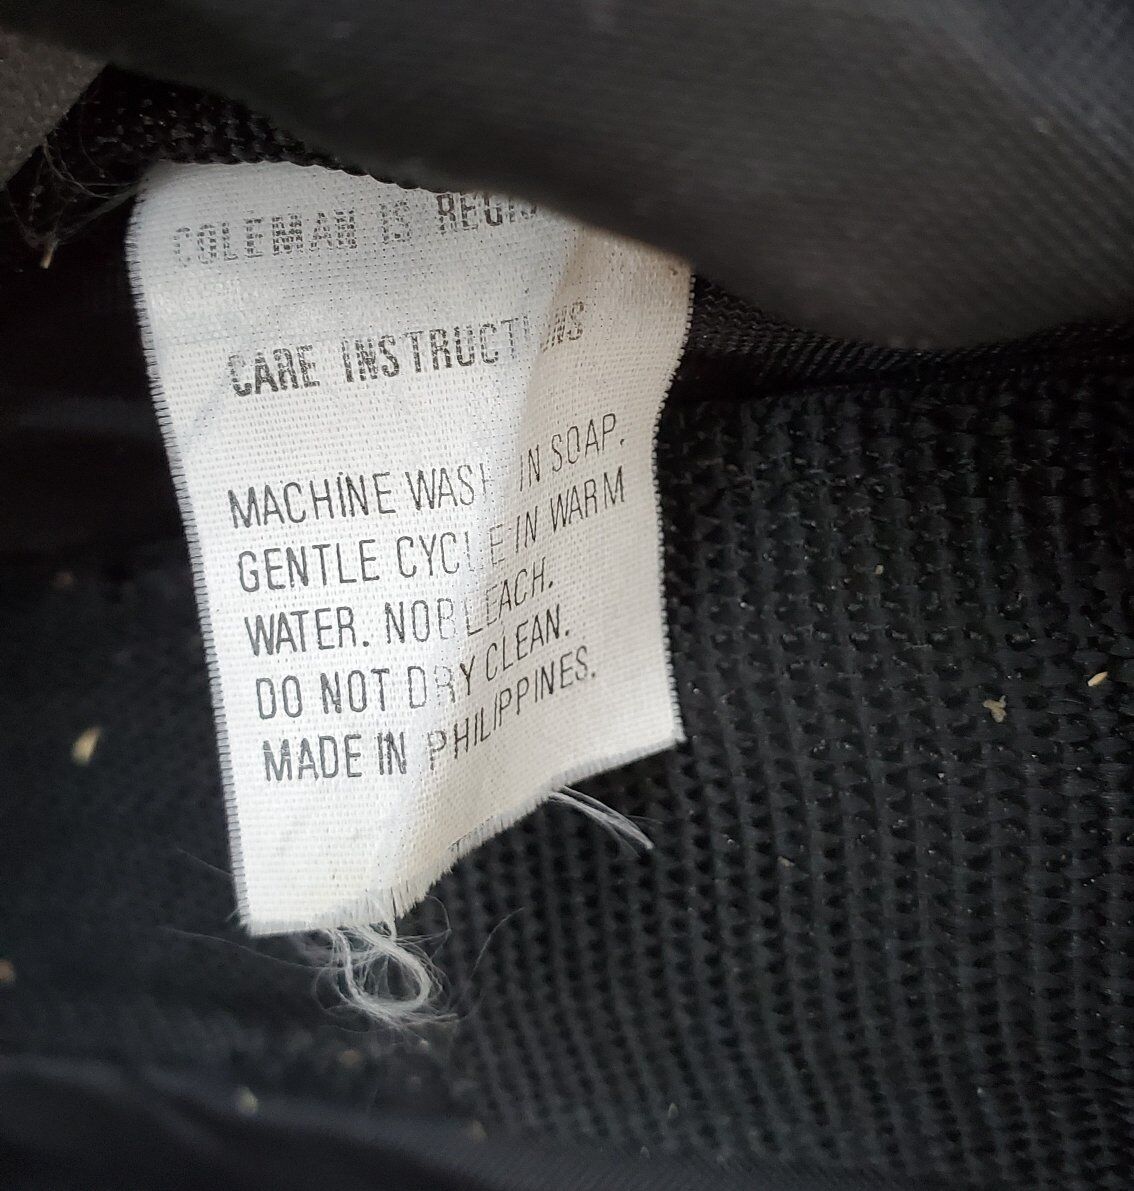 COLEMAN IS REGIS
CARE INSTRUCTIONS
MACHINE WASH IN SOAP.
GENTLE CYCLE IN WARM
WATER. NO BLEACH.
DO NOT DRY CLEAN.
MADE IN PHILIPPINES.